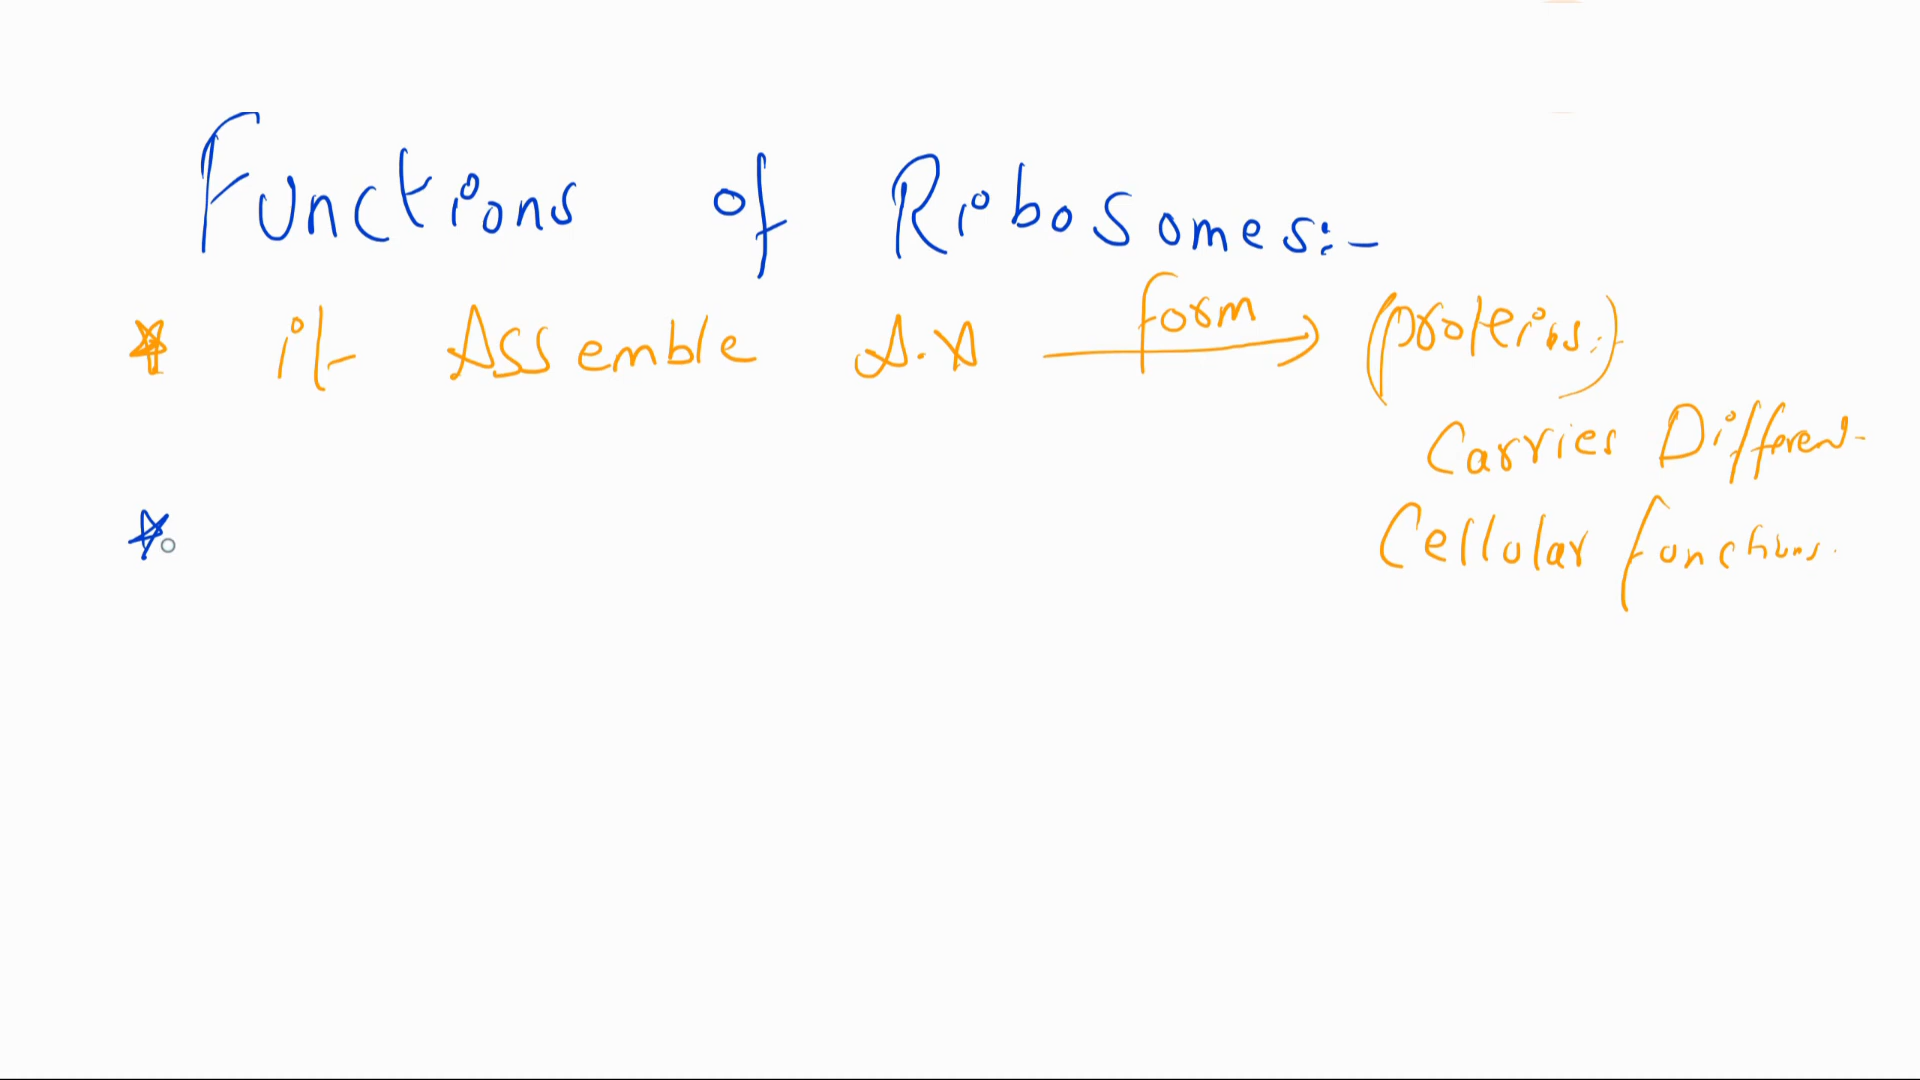 Functions of Ribosomes:-
* it Assemble A.A form (proteins.)
Carries Different
Cellular functions.
*